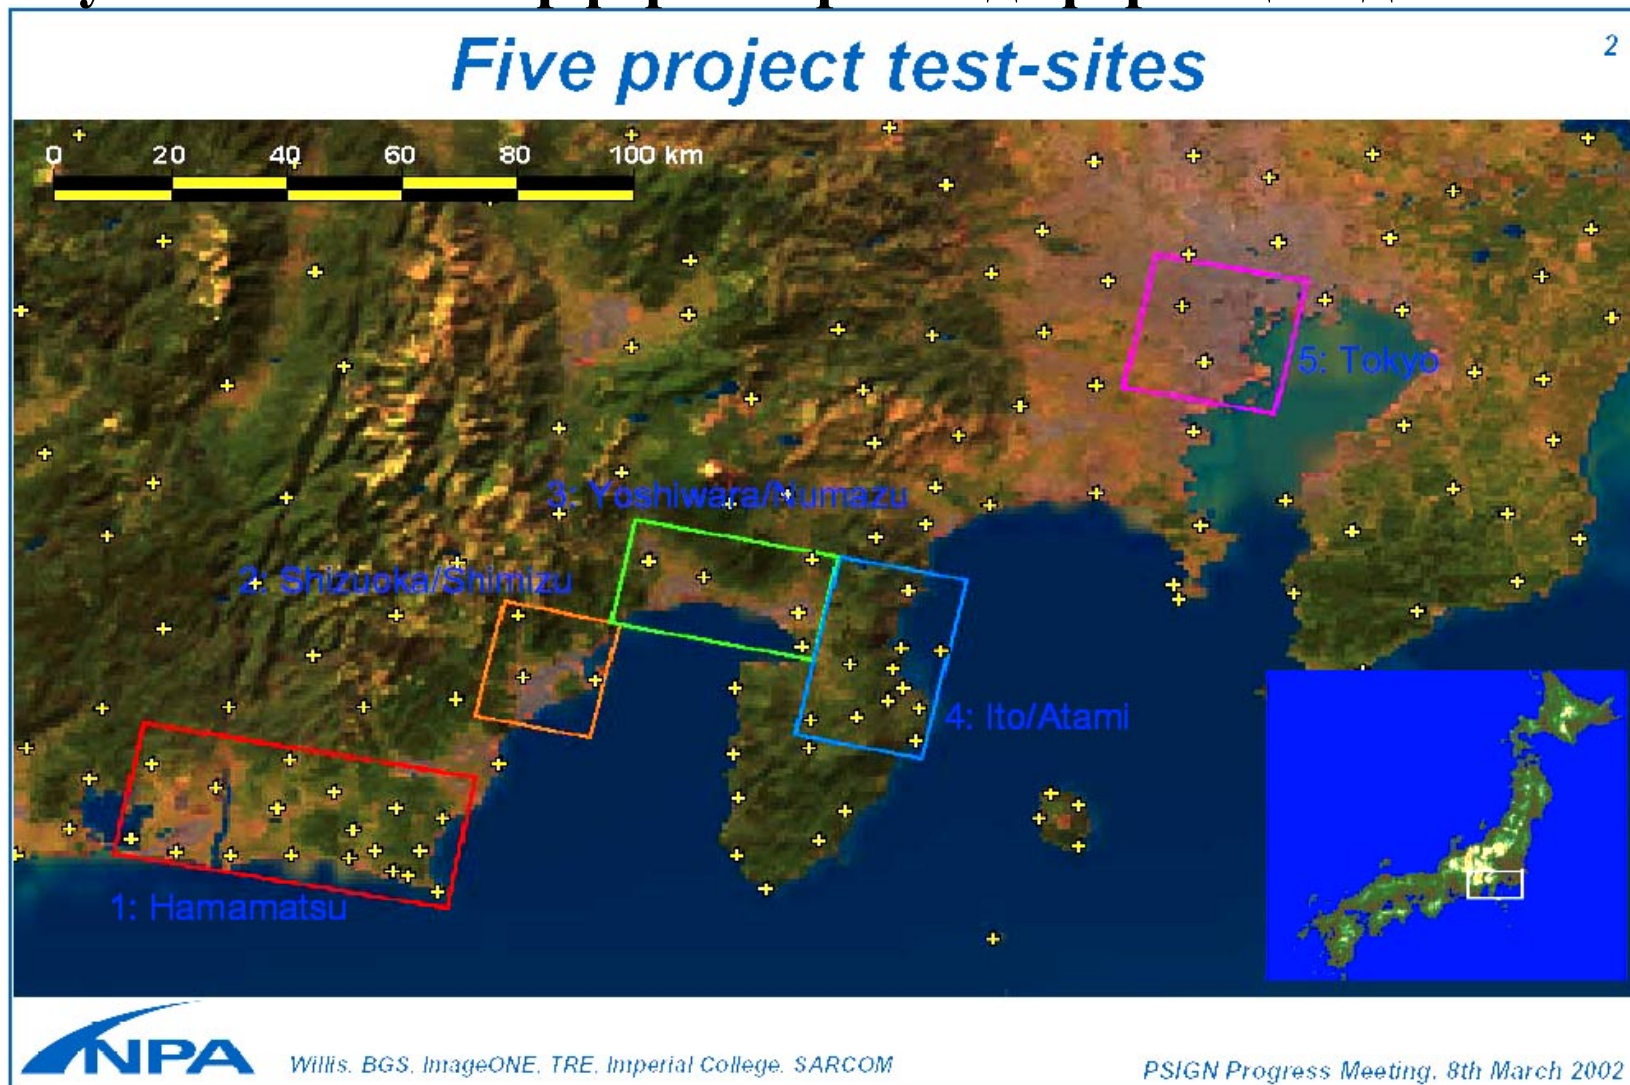 Five project test-sites
2
0 20 40 60 80 100 km
5: Tokyo
3: Yoshiwara/Numazu
2: Shizuoka/Shimizu
4: Ito/Atami
1: Hamamatsu
NPA
Willis, BGS, ImageONE, TRE, Imperial College, SARCOM
PSIGN Progress Meeting, 8th March 2002